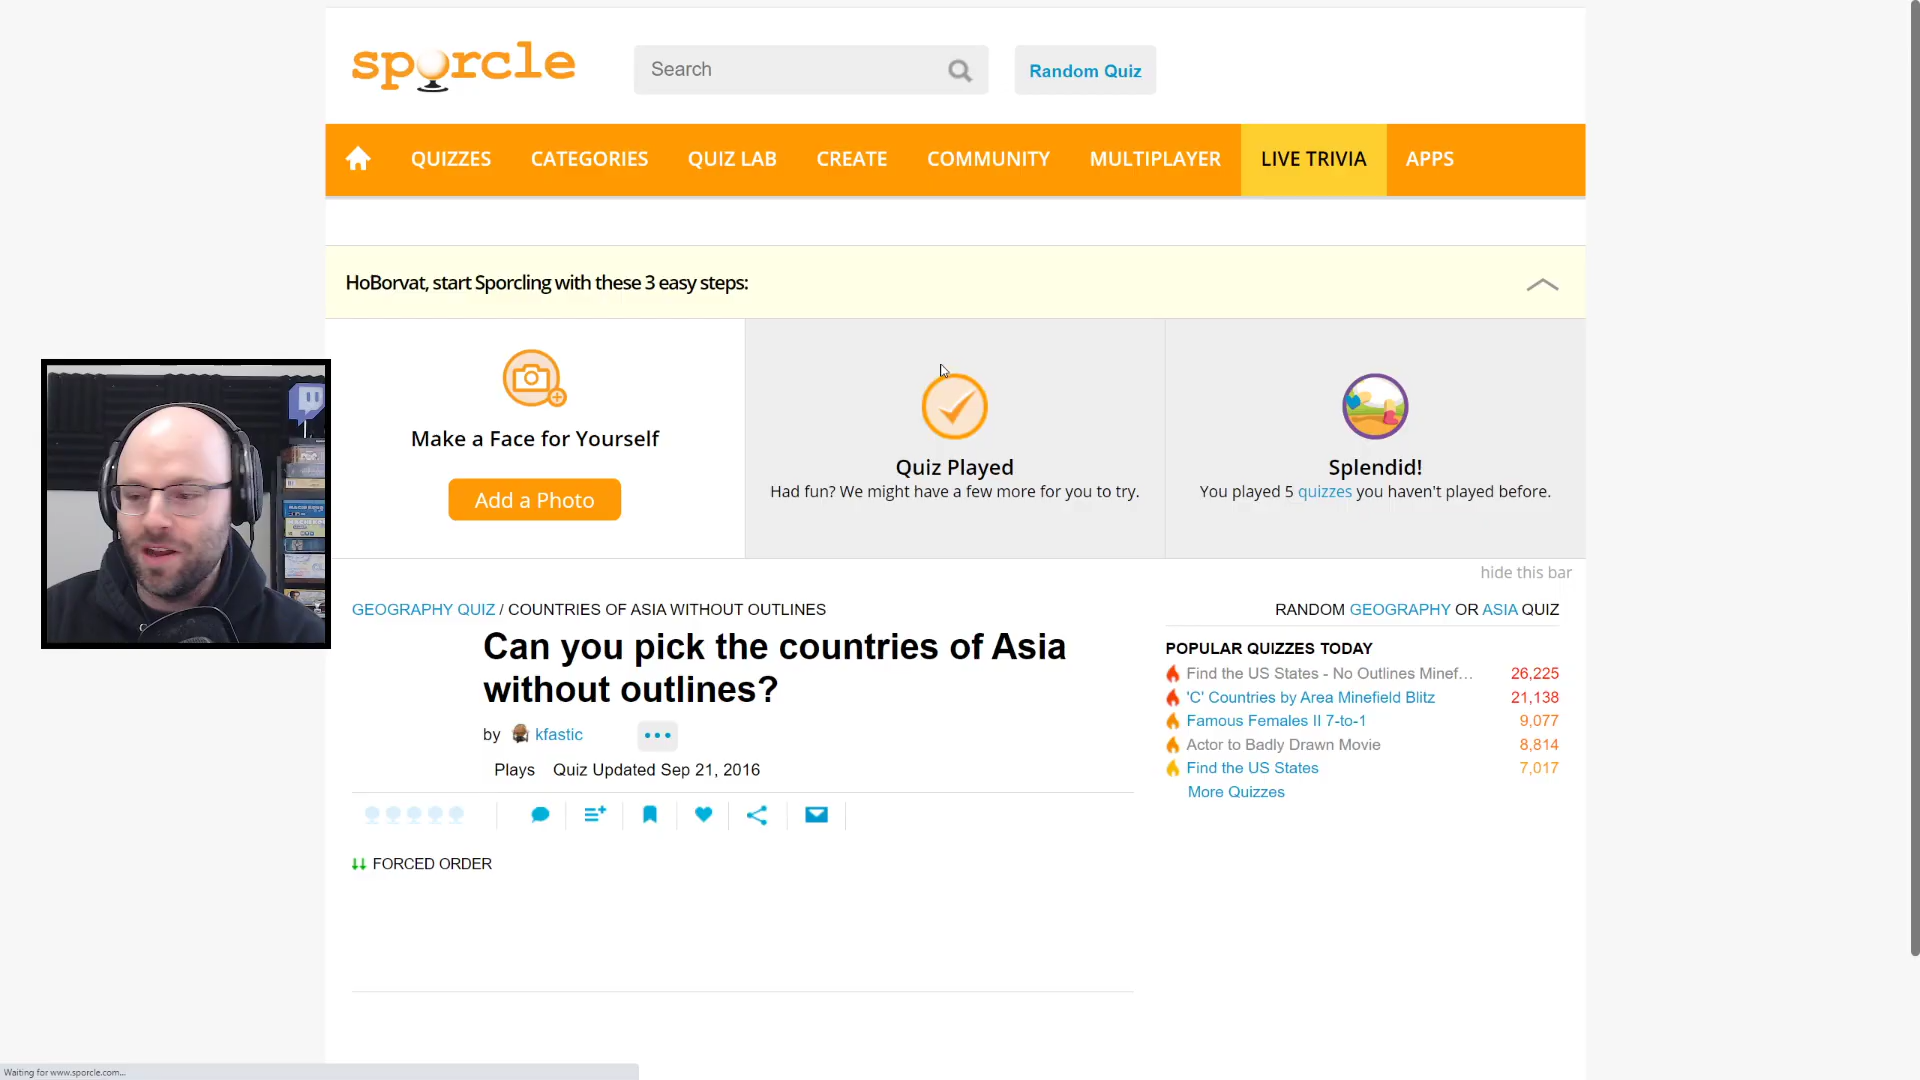 sporcle
Search
Random Quiz
QUIZZES
CATEGORIES
QUIZ LAB
CREATE
COMMUNITY
MULTIPLAYER
LIVE TRIVIA
APPS
HoBorvat, start Sporcling with these 3 easy steps:
Make a Face for Yourself
Add a Photo
Quiz Played
Had fun? We might have a few more for you to try.
Splendid!
You played 5 quizzes you haven't played before.
hide this bar
GEOGRAPHY QUIZ / COUNTRIES OF ASIA WITHOUT OUTLINES
Can you pick the countries of Asia
without outlines?
by kfastic
Plays Quiz Updated Sep 21, 2016
FORCED ORDER
RANDOM GEOGRAPHY OR ASIA QUIZ
POPULAR QUIZZES TODAY
Find the US States - No Outlines Minef... 26,225
'C' Countries by Area Minefield Blitz 21,138
Famous Females II 7-to-1 9,077
Actor to Badly Drawn Movie 8,814
Find the US States 7,017
More Quizzes
Waiting for www.sporcle.com...